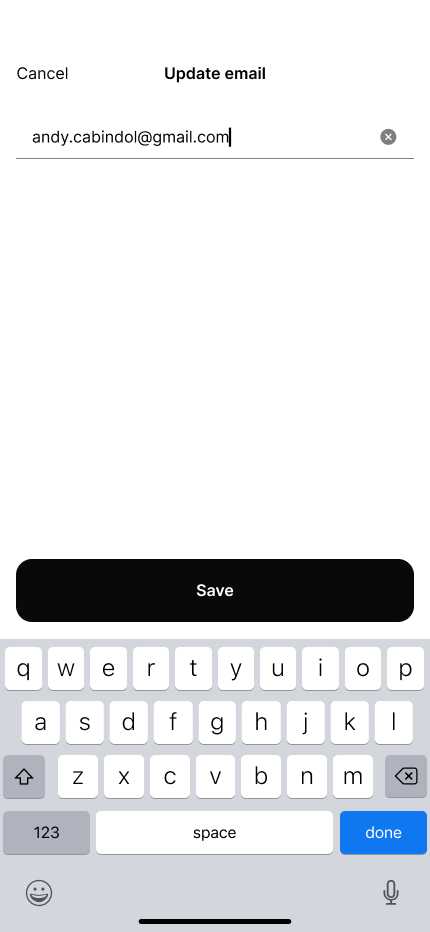 Cancel Update email
andy.cabindol@gmail.com
Save
q w e r t y u i o p
a s d f g h j k l
z x c v b n m
123 space done